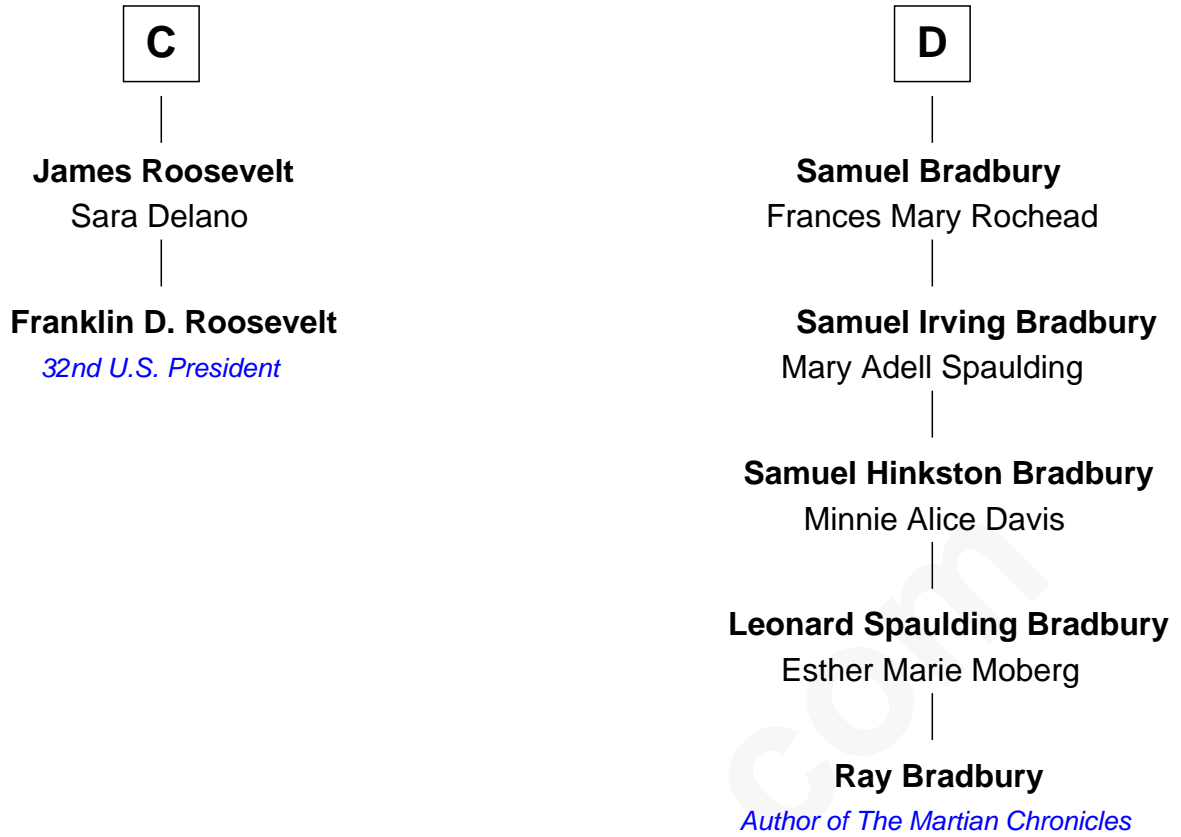 C
James Roosevelt
Sara Delano
Franklin D. Roosevelt
32nd U.S. President
D
Samuel Bradbury
Frances Mary Rochead
Samuel Irving Bradbury
Mary Adell Spaulding
Samuel Hinkston Bradbury
Minnie Alice Davis
Leonard Spaulding Bradbury
Esther Marie Moberg
Ray Bradbury
Author of The Martian Chronicles
com